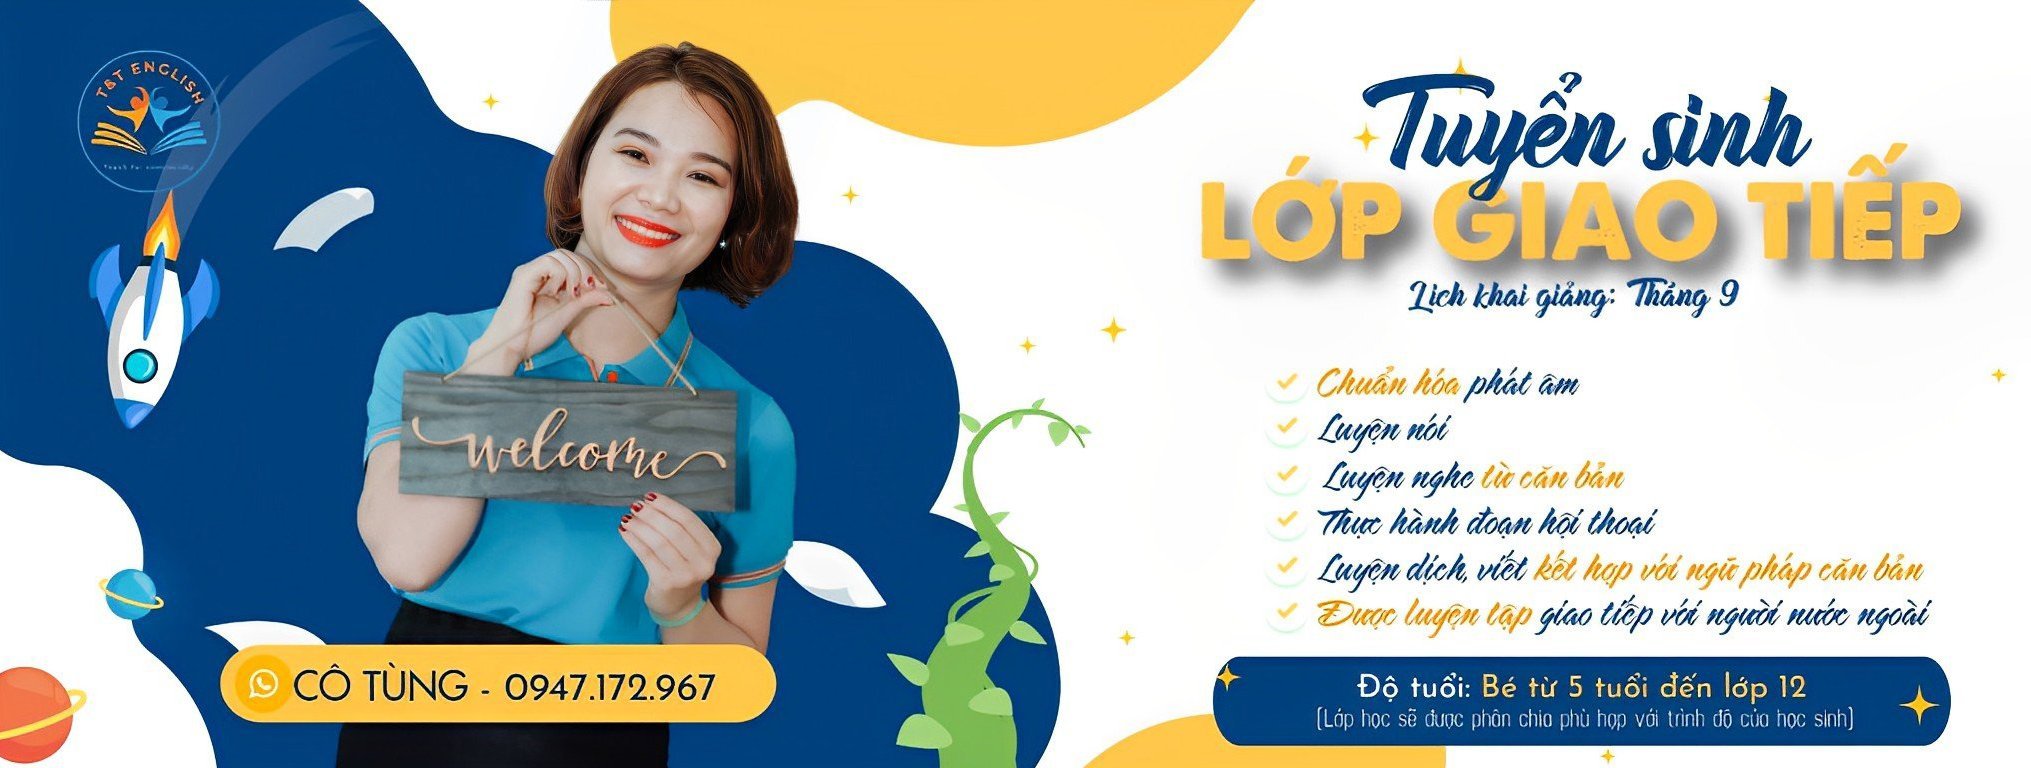 T&T ENGLISH
welcome
CÔ TÙNG - 0947.172.967
Tuyển sinh
LỚP GIAO TIẾP
Lịch khai giảng: Tháng 9
Chuẩn hóa phát âm
Luyện nói
Luyện nghe từ căn bản
Thực hành đoạn hội thoại
Luyện dịch, viết kết hợp với ngữ pháp căn bản
Được luyện tập giao tiếp với người nước ngoài
Độ tuổi: Bé từ 5 tuổi đến lớp 12
(Lớp học sẽ được phân chia phù hợp với trình độ của học sinh)